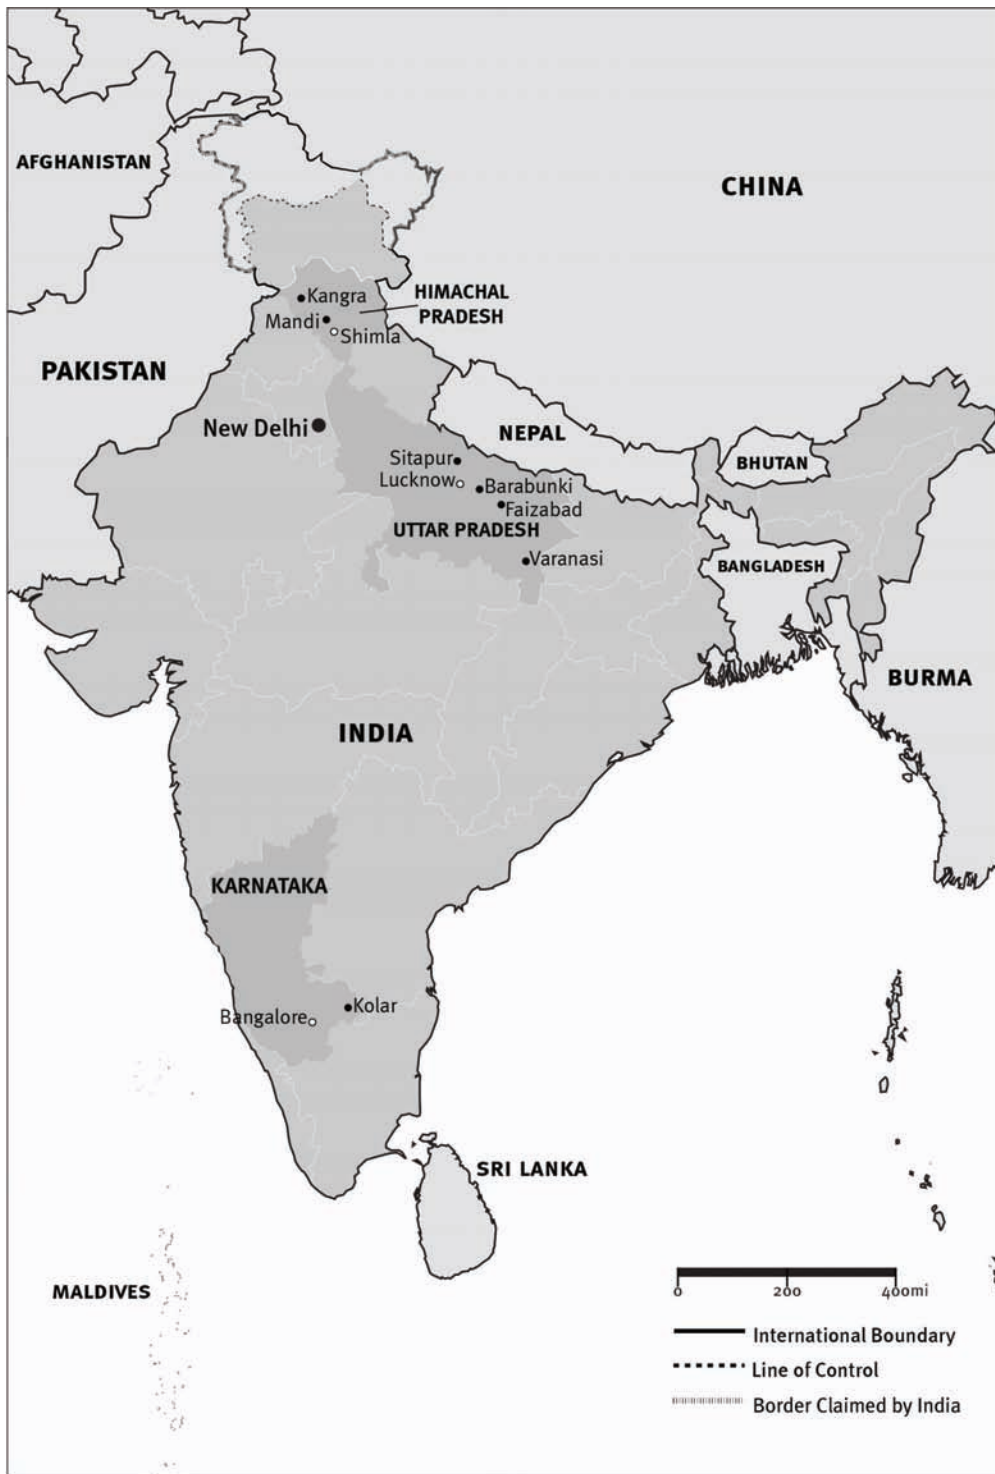 AFGHANISTAN
CHINA
Kangra
HIMACHAL
PRADESH
Mandi
Shimla
PAKISTAN
New Delhi
NEPAL
Sitapur
BHUTAN
Lucknow
Barabunki
Faizabad
UTTAR PRADESH
Varanasi
BANGLADESH
BURMA
INDIA
KARNATAKA
Kolar
Bangalore
SRI LANKA
MALDIVES
0 200 400mi
International Boundary
Line of Control
Border Claimed by India